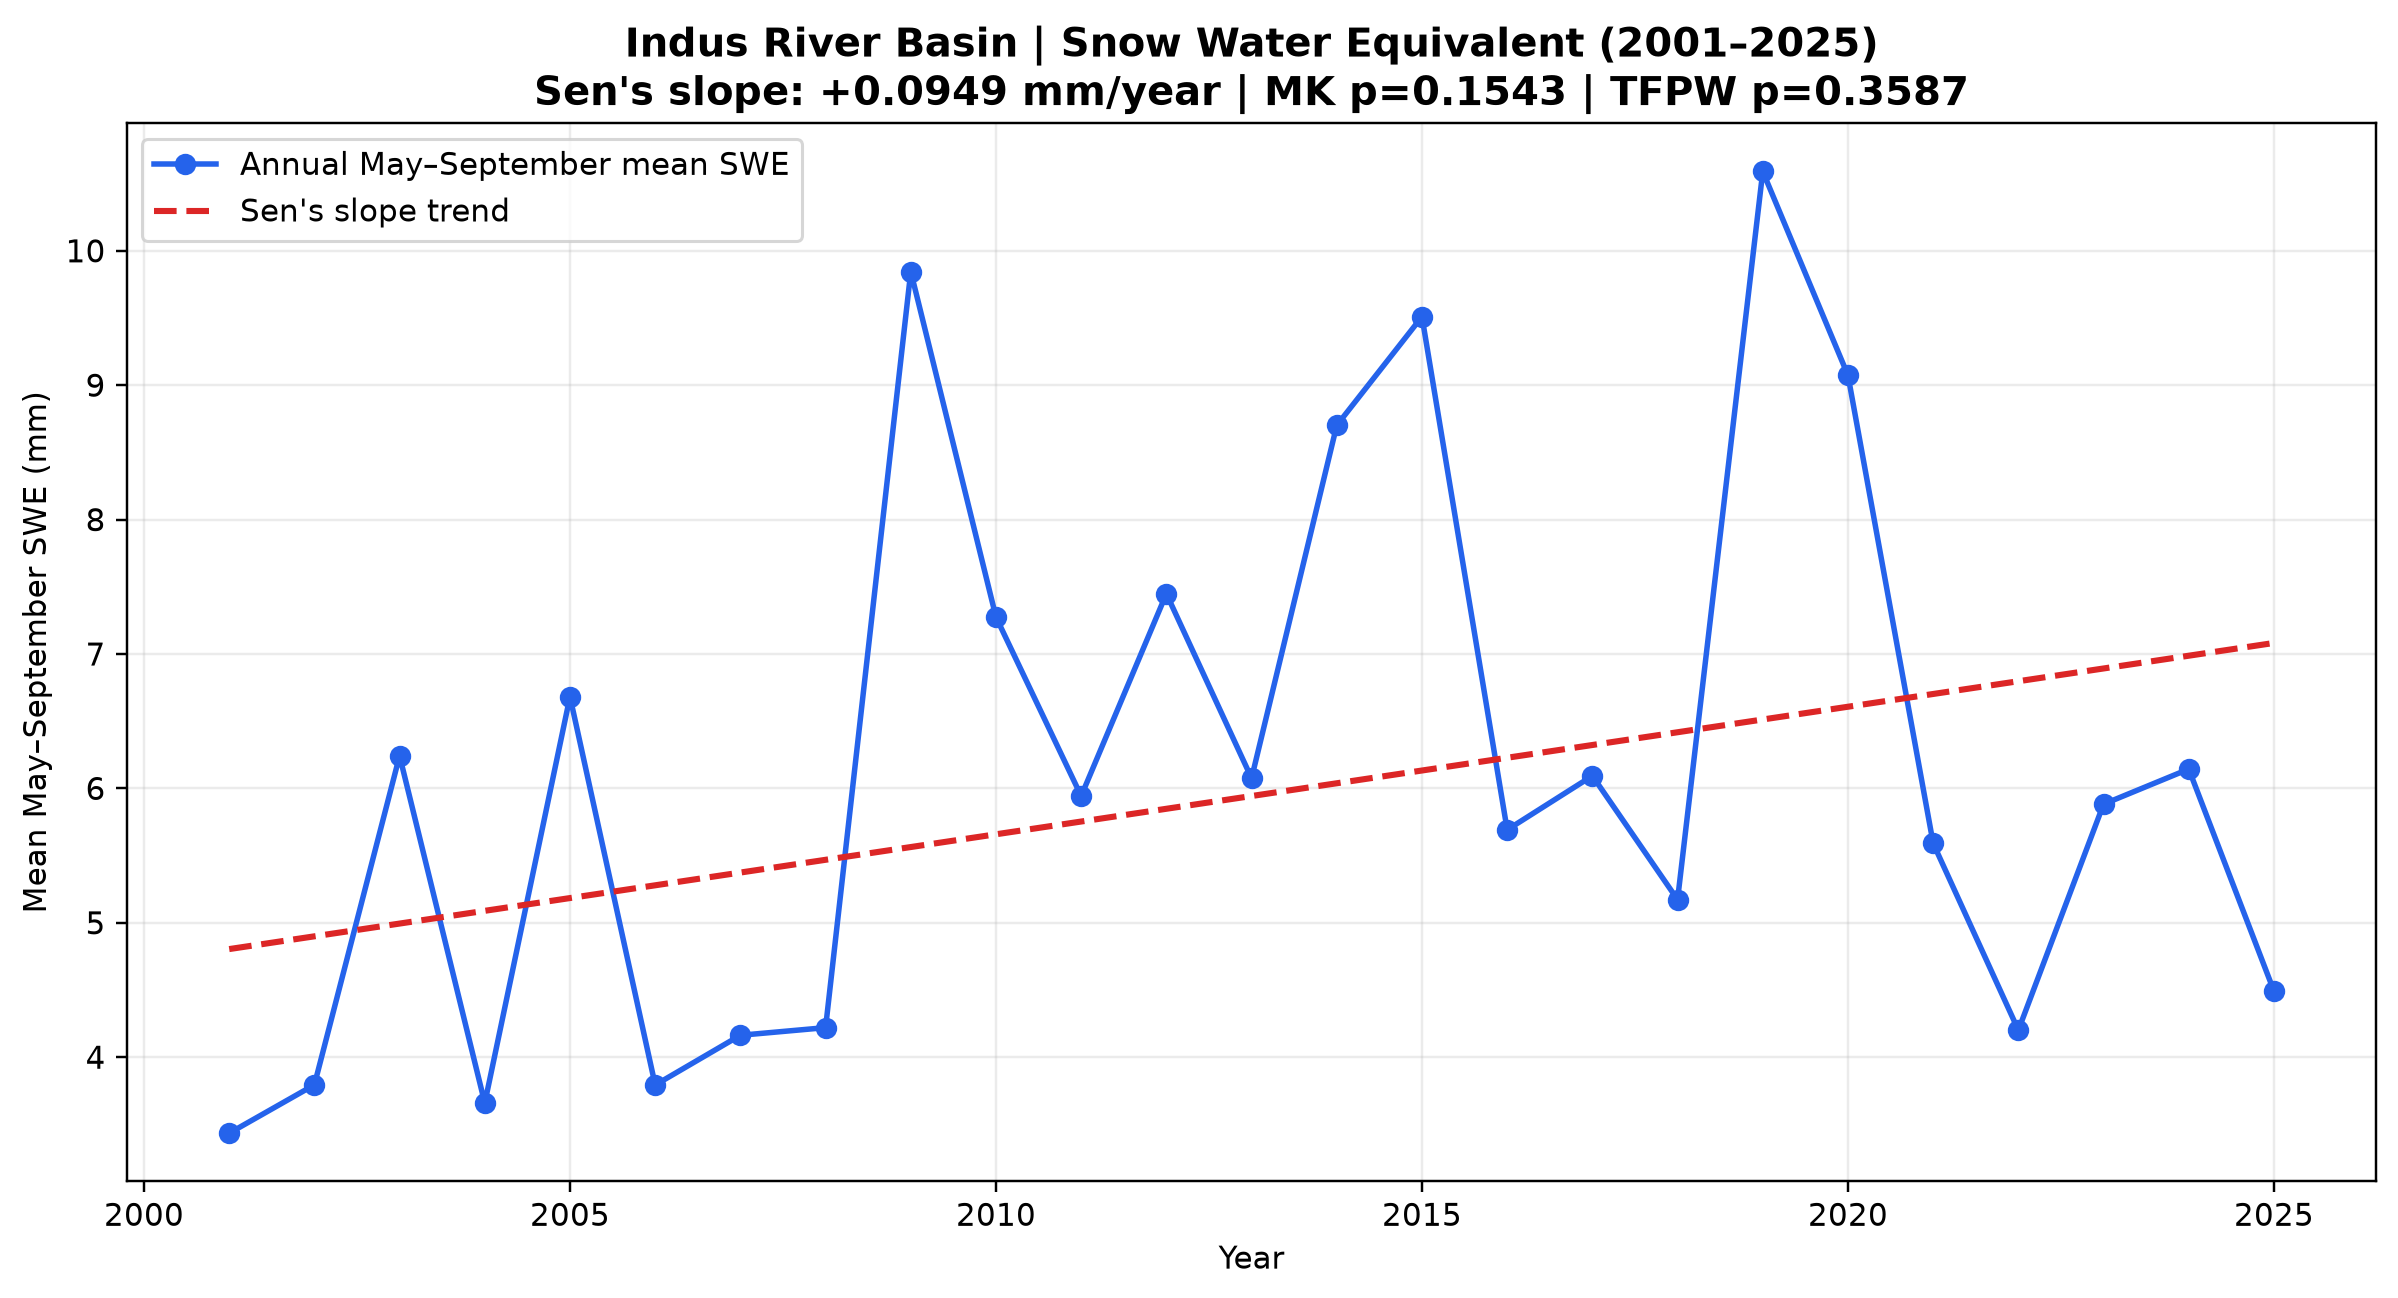 Indus River Basin | Snow Water Equivalent (2001–2025)
Sen's slope: +0.0949 mm/year | MK p=0.1543 | TFPW p=0.3587
Annual May–September mean SWE
Sen's slope trend
Mean May–September SWE (mm)
10
9
8
7
6
5
4
2000 2005 2010 2015 2020 2025
Year